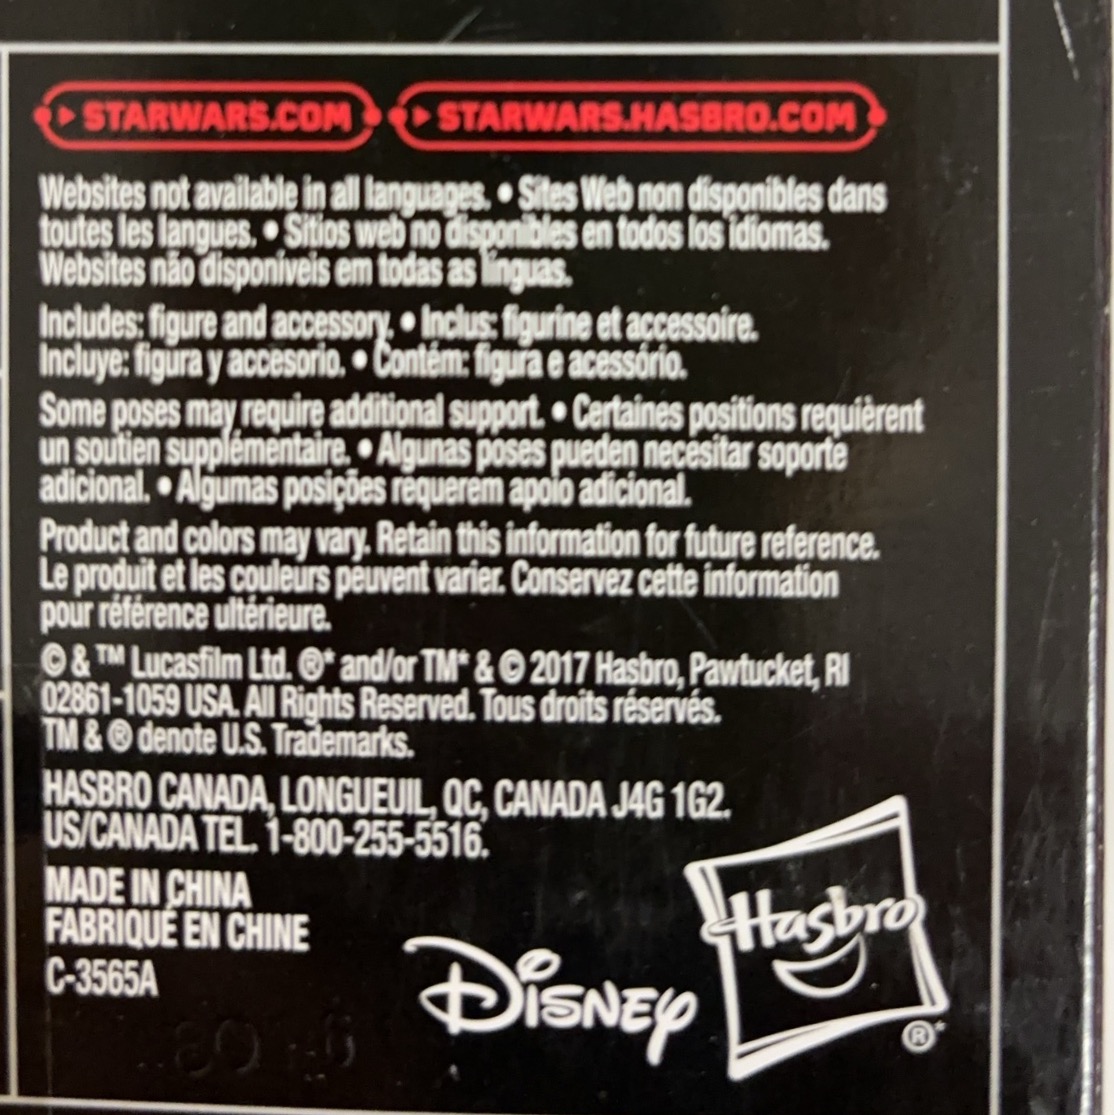 STARWARS.COM STARWARS.HASBRO.COM
Websites not available in all languages. • Sites Web non disponibles dans
toutes les langues. • Sitios web no disponibles en todos los idiomas.
Websites não disponíveis em todas as línguas.
Includes: figure and accessory. • Inclus: figurine et accessoire.
Incluye: figura y accesorio. • Contém: figura e acessório.
Some poses may require additional support. • Certaines positions requièrent
un soutien supplémentaire. • Algunas poses pueden necesitar soporte
adicional. • Algumas posições requerem apoio adicional.
Product and colors may vary. Retain this information for future reference.
Le produit et les couleurs peuvent varier. Conservez cette information
pour référence ultérieure.
© & ™ Lucasfilm Ltd. ®* and/or TM* & © 2017 Hasbro, Pawtucket, RI
02861-1059 USA. All Rights Reserved. Tous droits réservés.
TM & ® denote U.S. Trademarks.
HASBRO CANADA, LONGUEUIL, QC, CANADA J4G 1G2.
US/CANADA TEL. 1-800-255-5516.
MADE IN CHINA
FABRIQUÉ EN CHINE
C-3565A
Disney
Hasbro
®*